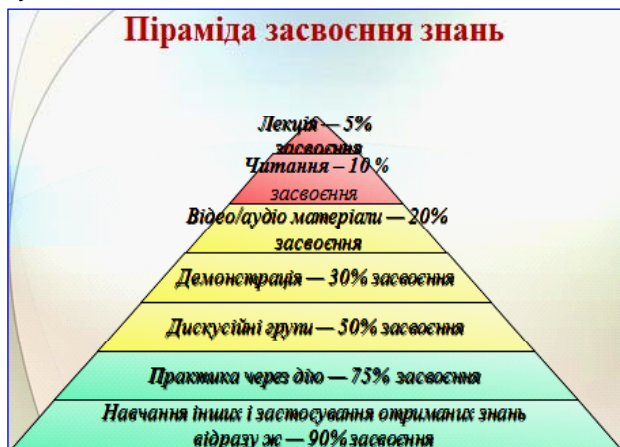 Піраміда засвоєння знань
Лекція — 5%
засвоєння
Читання – 10 %
засвоєння
Відео/аудіо матеріали — 20%
засвоєння
Демонстрація — 30% засвоєння
Дискусійні групи — 50% засвоєння
Практика через дію — 75% засвоєння
Навчання інших і застосування отриманих знань
відразу ж — 90% засвоєння